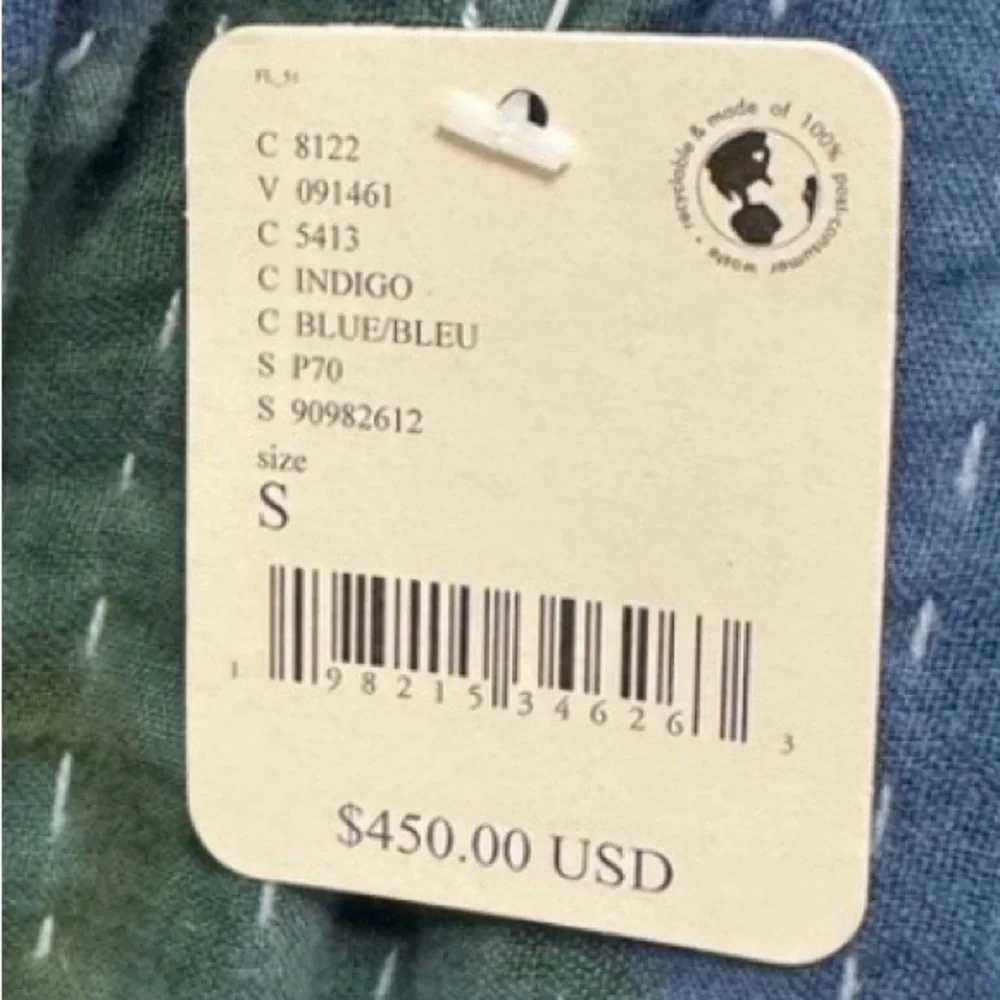 FL_51
C 8122
V 091461
C 5413
C INDIGO
C BLUE/BLEU
S P70
S 90982612
size
S
recyclable & made of 100% post-consumer waste •
1 98215 34626 3
$450.00 USD